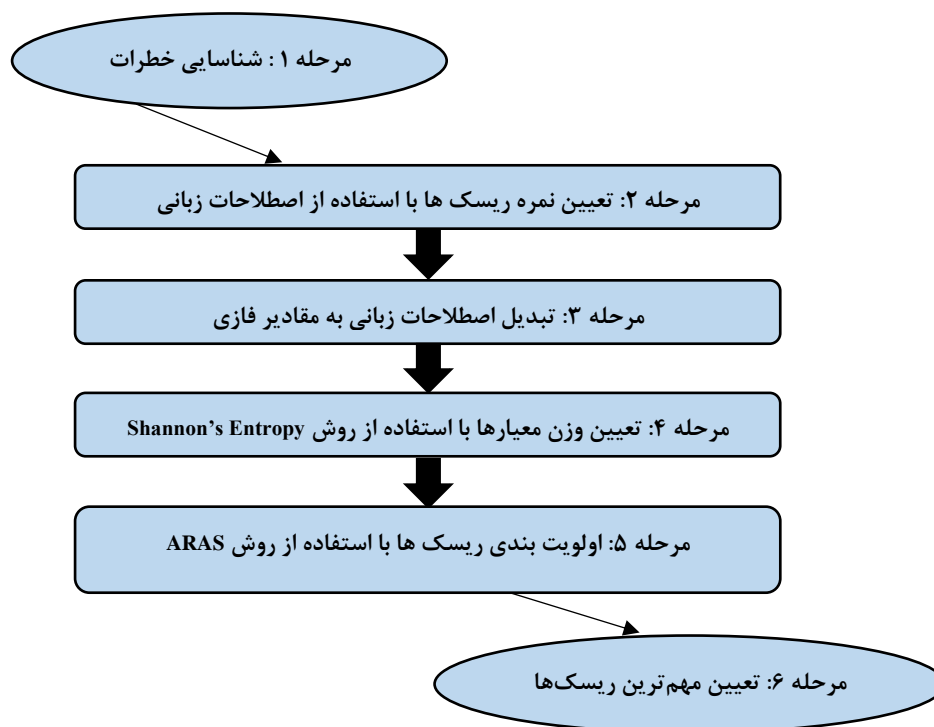 مرحله ۱ : شناسایی خطرات
مرحله ۲: تعیین نمره ریسک ها با استفاده از اصطلاحات زبانی
مرحله ۳: تبدیل اصطلاحات زبانی به مقادیر فازی
مرحله ۴: تعیین وزن معیارها با استفاده از روش Shannon’s Entropy
مرحله ۵: اولویت بندی ریسک ها با استفاده از روش ARAS
مرحله ۶: تعیین مهم‌ترین ریسک‌ها